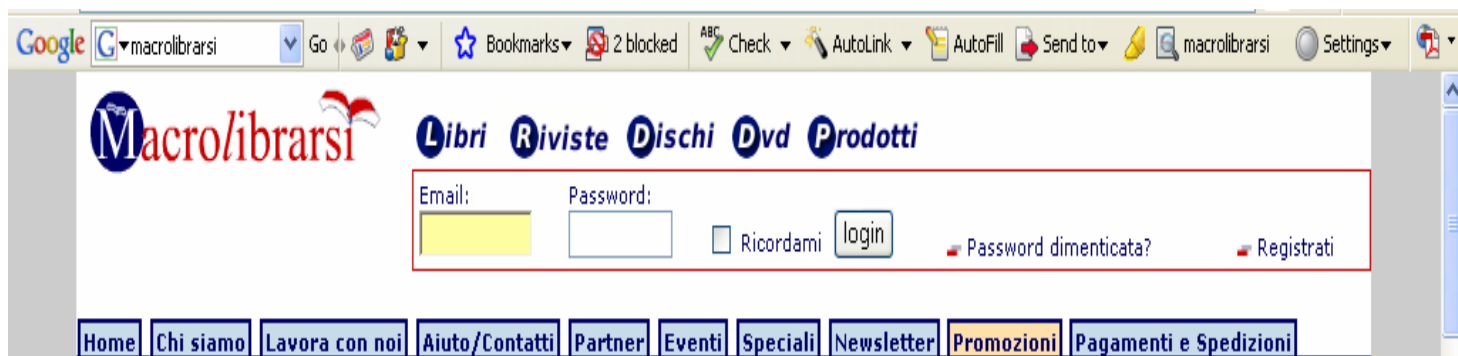 Google G macrolibrarsi Go Bookmarks 2 blocked ABC Check AutoLink AutoFill Send to macrolibrarsi Settings
Macrolibrarsi Libri Riviste Dischi Dvd Prodotti
Email: Password:
Ricordami login Password dimenticata? Registrati
Home Chi siamo Lavora con noi Aiuto/Contatti Partner Eventi Speciali Newsletter Promozioni Pagamenti e Spedizioni